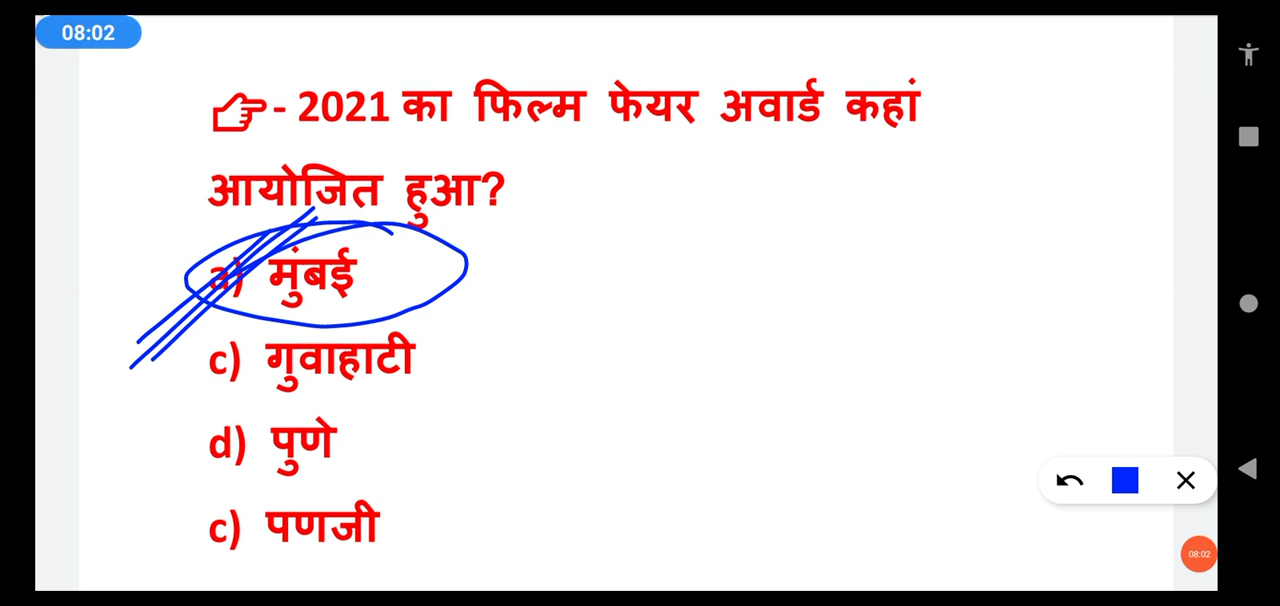 08:02
- 2021 का फिल्म फेयर अवार्ड कहां
आयोजित हुआ?
a) मुंबई
c) गुवाहाटी
d) पुणे
c) पणजी
08:02